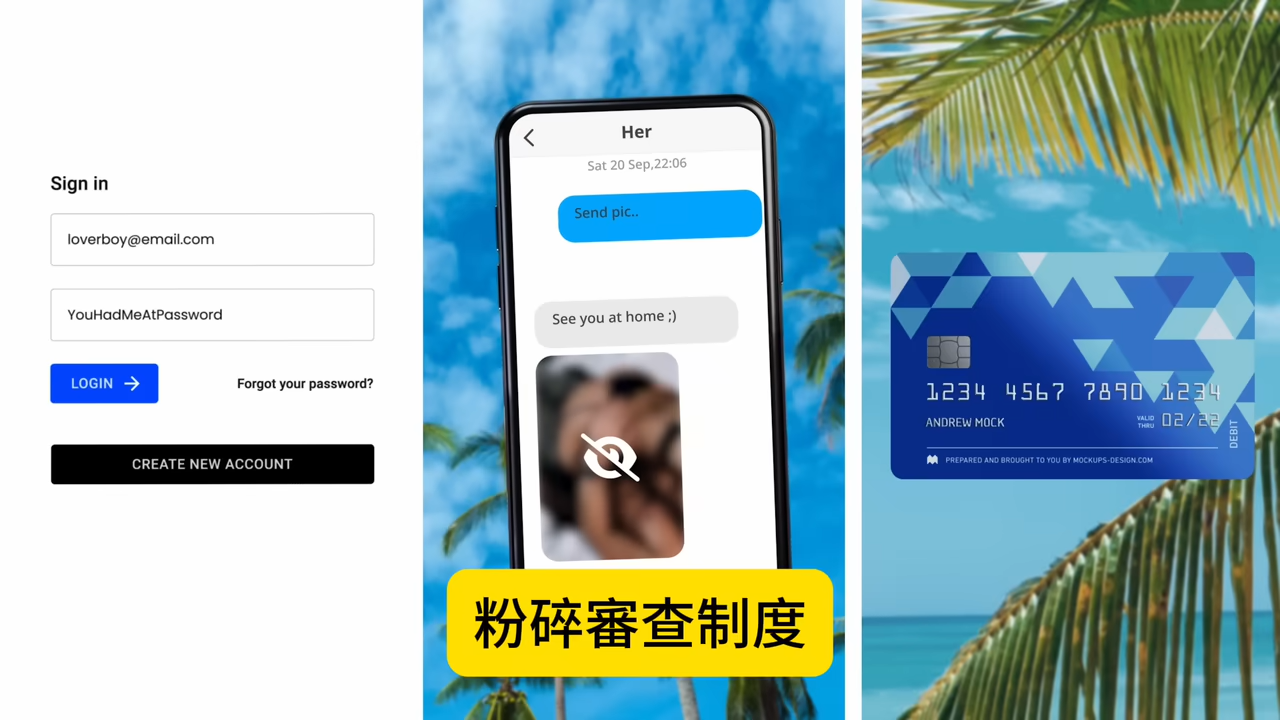 Sign in
loverboy@email.com
YouHadMeAtPassword
LOGIN
Forgot your password?
CREATE NEW ACCOUNT
Her
Sat 20 Sep,22:06
Send pic..
See you at home ;)
粉碎審查制度
1234 4567 7890 1234
ANDREW MOCK
VALID THRU 02/22
DEBIT
PREPARED AND BROUGHT TO YOU BY MOCKUPS-DESIGN.COM